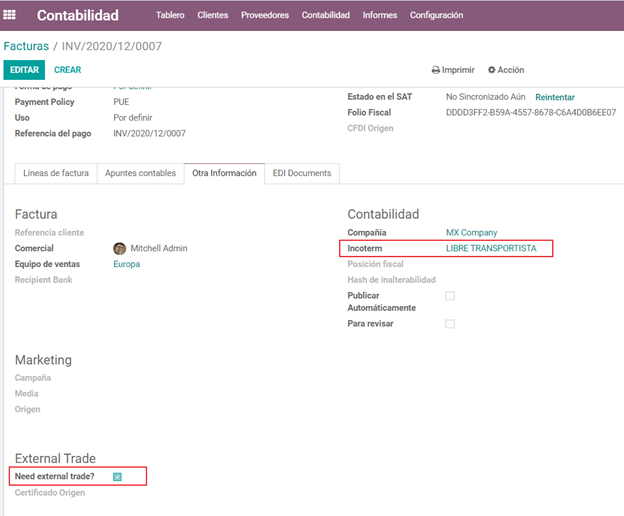 Contabilidad Tablero Clientes Proveedores Contabilidad Informes Configuración
Facturas / INV/2020/12/0007
EDITAR CREAR Imprimir Acción
Forma de pago Por definir
Payment Policy PUE
Uso Por definir
Referencia del pago INV/2020/12/0007
Estado en el SAT No Sincronizado Aún Reintentar
Folio Fiscal DDDD3FF2-B59A-4557-8678-C6A4D0B6EE07
CFDI Origen
Líneas de factura Apuntes contables Otra Información EDI Documents
Factura
Referencia cliente
Comercial Mitchell Admin
Equipo de ventas Europa
Recipient Bank
Contabilidad
Compañía MX Company
Incoterm LIBRE TRANSPORTISTA
Posición fiscal
Hash de inalterabilidad
Publicar
Automáticamente
Para revisar
Marketing
Campaña
Media
Origen
External Trade
Need external trade?
Certificado Origen